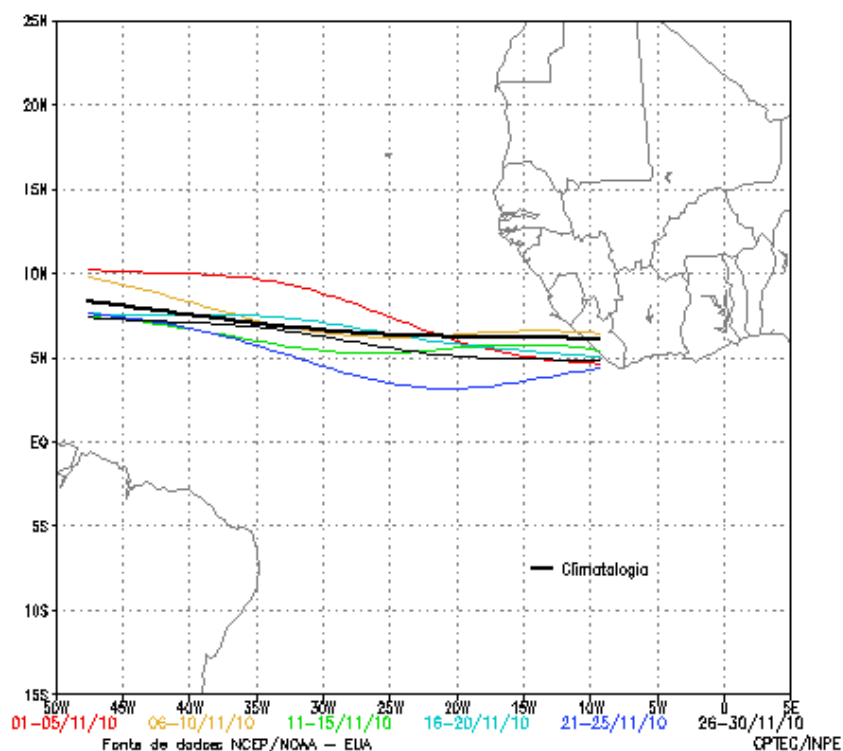 25N
20N
15N
10N
5N
EQ
5S
10S
15S
Climatologia
50W 45W 40W 35W 30W 25W 20W 15W 10W 5W 0 5E
01-05/11/10 06-10/11/10 11-15/11/10 16-20/11/10 21-25/11/10 26-30/11/10
Fonte de dados NCEP/NOAA - EUA CPTEC/INPE